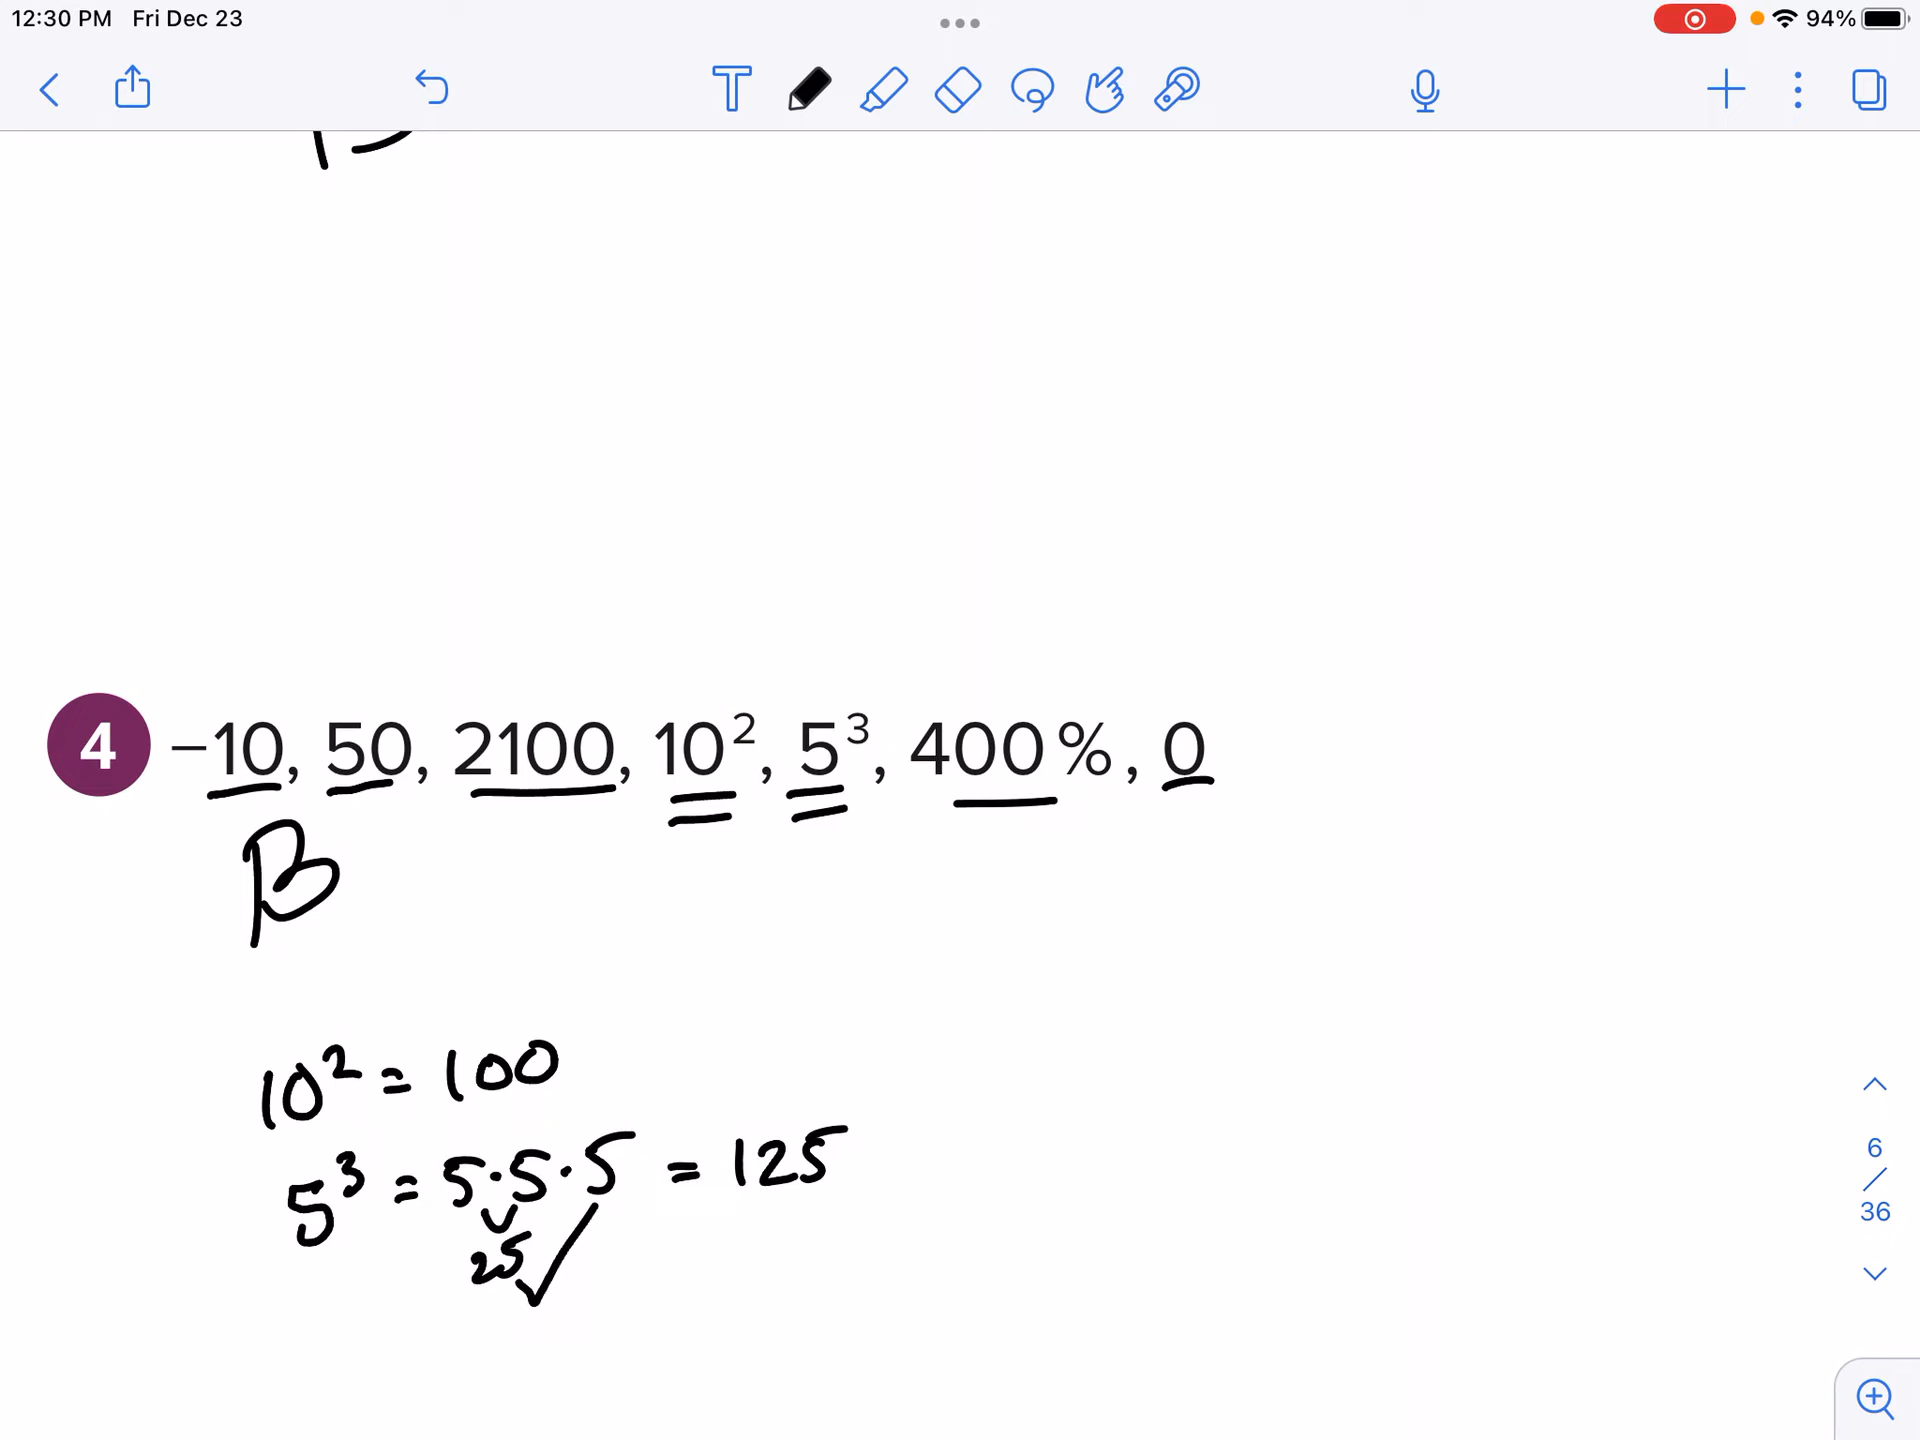 12:30 PM Fri Dec 23 94%
T
4 −10, 50, 2100, 10², 5³, 400%, 0
B
10² = 100
5³ = 5·5·5 = 125
25
6
/
36